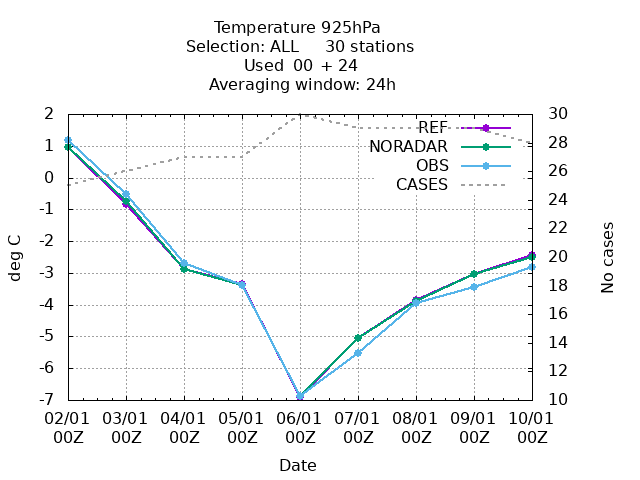 Temperature 925hPa
Selection: ALL 30 stations
Used 00 + 24
Averaging window: 24h
2
1
0
-1
-2
-3
-4
-5
-6
-7
deg C
30
28
26
24
22
20
18
16
14
12
10
No cases
REF
NORADAR
OBS
CASES
02/01 03/01 04/01 05/01 06/01 07/01 08/01 09/01 10/01
00Z 00Z 00Z 00Z 00Z 00Z 00Z 00Z 00Z
Date